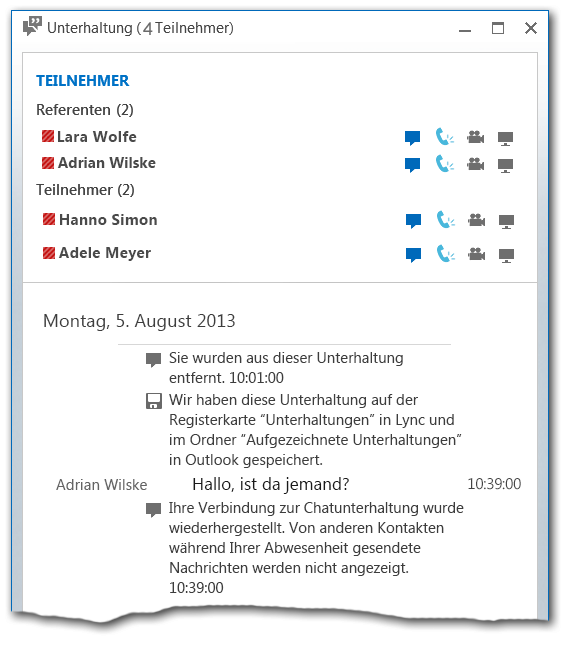 Unterhaltung (4 Teilnehmer)
TEILNEHMER
Referenten (2)
Lara Wolfe
Adrian Wilske
Teilnehmer (2)
Hanno Simon
Adele Meyer
Montag, 5. August 2013
Sie wurden aus dieser Unterhaltung
entfernt. 10:01:00
Wir haben diese Unterhaltung auf der
Registerkarte “Unterhaltungen” in Lync und
im Ordner “Aufgezeichnete Unterhaltungen”
in Outlook gespeichert.
Adrian Wilske Hallo, ist da jemand? 10:39:00
Ihre Verbindung zur Chatunterhaltung wurde
wiederhergestellt. Von anderen Kontakten
während Ihrer Abwesenheit gesendete
Nachrichten werden nicht angezeigt.
10:39:00